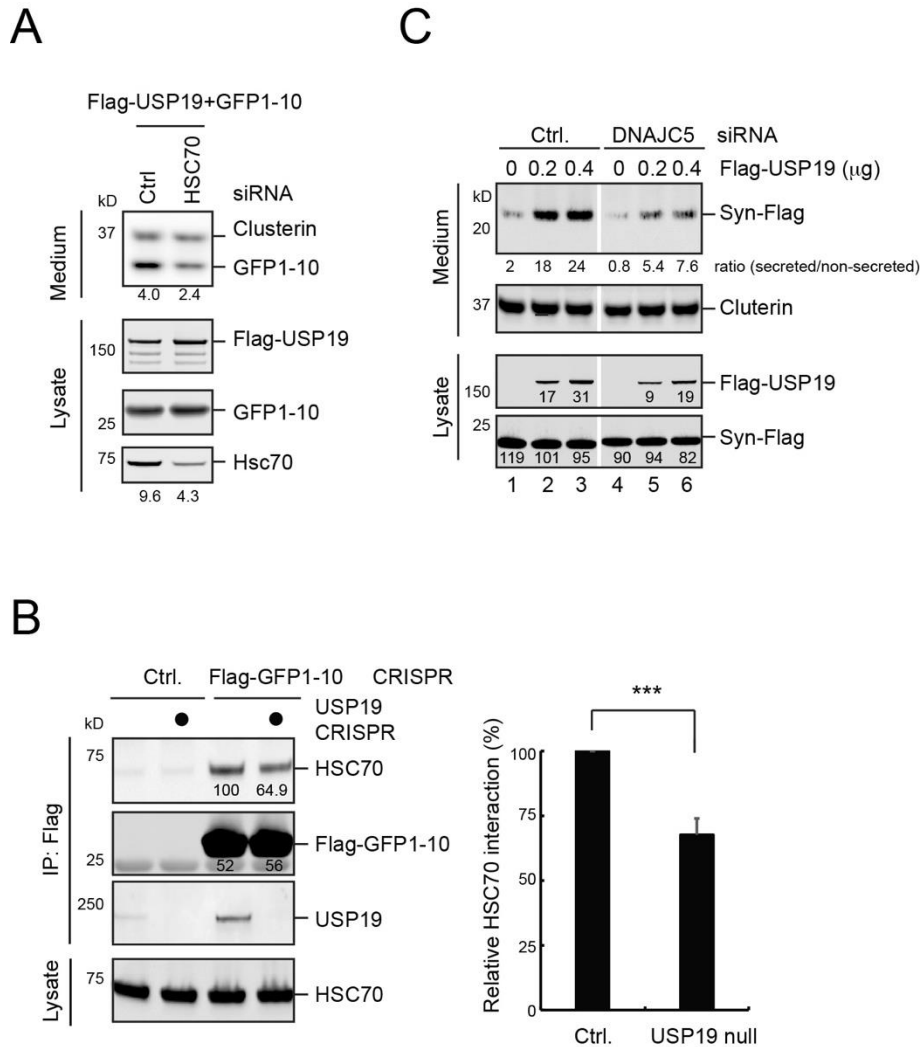 A
Flag-USP19+GFP1-10
Ctrl
HSC70
siRNA
kD
Medium
37
Clusterin
GFP1-10
4.0 2.4
Lysate
150
Flag-USP19
25
GFP1-10
75
Hsc70
9.6 4.3
C
Ctrl. DNAJC5 siRNA
0 0.2 0.4 0 0.2 0.4 Flag-USP19 (µg)
kD
Medium
20
Syn-Flag
2 18 24 0.8 5.4 7.6 ratio (secreted/non-secreted)
37
Cluterin
Lysate
150
Flag-USP19
17 31 9 19
25
Syn-Flag
119 101 95 90 94 82
1 2 3 4 5 6
B
Ctrl. Flag-GFP1-10 CRISPR
USP19
CRISPR
kD
IP: Flag
75
HSC70
100 64.9
Flag-GFP1-10
25
52 56
250
USP19
Lysate
75
HSC70
***
Relative HSC70 interaction (%)
100
75
50
25
0
Ctrl. USP19 null